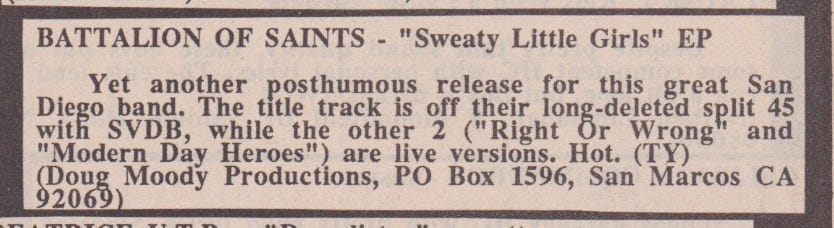 BATTALION OF SAINTS - "Sweaty Little Girls" EP
Yet another posthumous release for this great San
Diego band. The title track is off their long-deleted split 45
with SVDB, while the other 2 ("Right Or Wrong" and
"Modern Day Heroes") are live versions. Hot. (TY)
(Doug Moody Productions, PO Box 1596, San Marcos CA
92069)